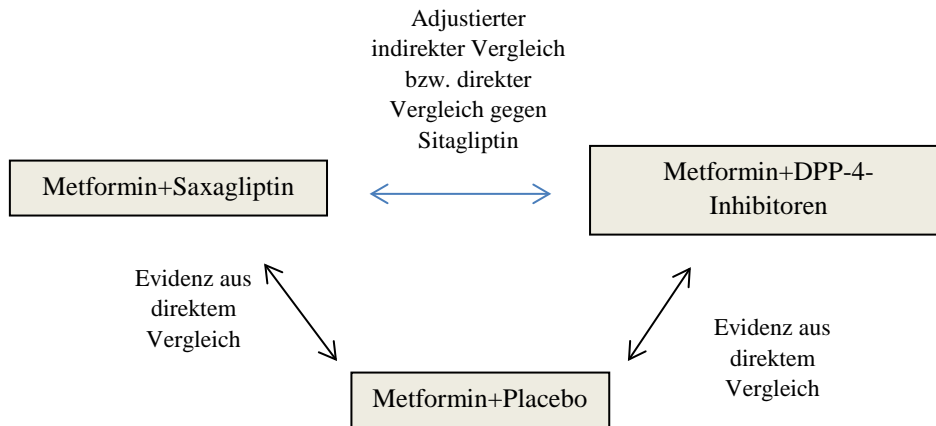 Adjustierter
indirekter Vergleich
bzw. direkter
Vergleich gegen
Sitagliptin
Metformin+Saxagliptin
Metformin+DPP-4-
Inhibitoren
Evidenz aus
direktem
Vergleich
Evidenz aus
direktem
Vergleich
Metformin+Placebo